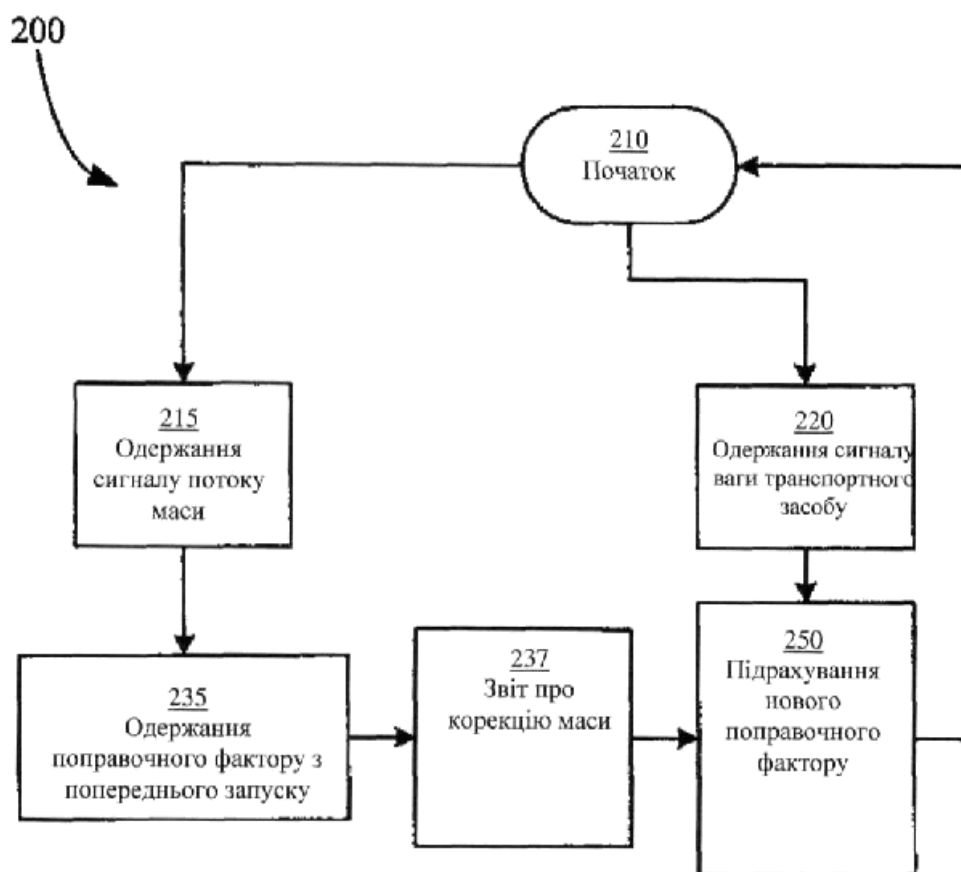 200
210
Початок
215
Одержання
сигналу потоку
маси
220
Одержання сигналу
ваги транспортного
засобу
235
Одержання
поправочного фактору з
попереднього запуску
237
Звіт про
корекцію маси
250
Підрахування
нового
поправочного
фактору